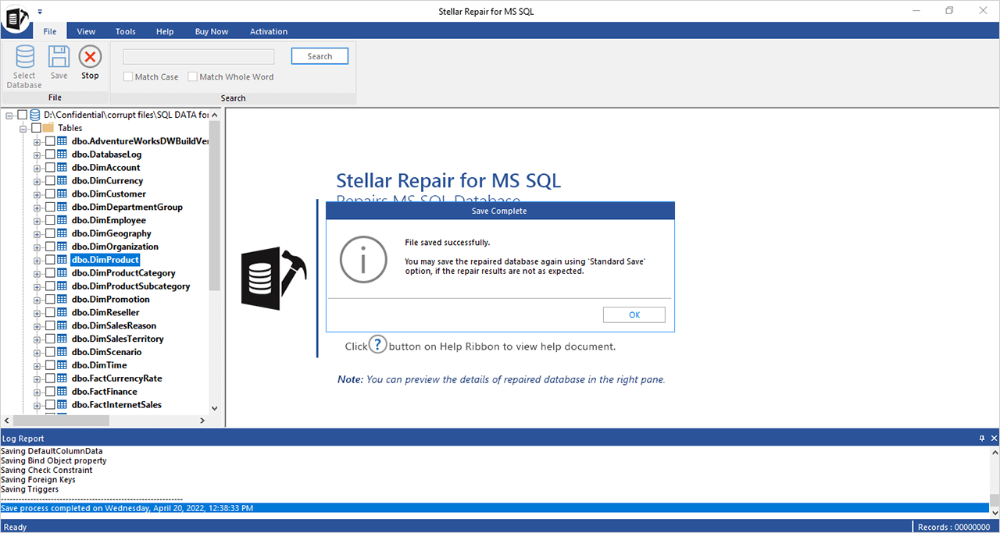 Stellar Repair for MS SQL
File View Tools Help Buy Now Activation
Select
Database
Save
Stop
Search
Match Case
Match Whole Word
File
Search
D:\Confidential\corrupt files\SQL DATA for
Tables
dbo.AdventureWorksDWBuildVer
dbo.DatabaseLog
dbo.DimAccount
dbo.DimCurrency
dbo.DimCustomer
dbo.DimDepartmentGroup
dbo.DimEmployee
dbo.DimGeography
dbo.DimOrganization
dbo.DimProduct
dbo.DimProductCategory
dbo.DimProductSubcategory
dbo.DimPromotion
dbo.DimReseller
dbo.DimSalesReason
dbo.DimSalesTerritory
dbo.DimScenario
dbo.DimTime
dbo.FactCurrencyRate
dbo.FactFinance
dbo.FactInternetSales
Stellar Repair for MS SQL
Repairs MS SQL Database
Save Complete
File saved successfully.
You may save the repaired database again using 'Standard Save'
option, if the repair results are not as expected.
OK
Click ? button on Help Ribbon to view help document.
Note: You can preview the details of repaired database in the right pane.
Log Report
Saving DefaultColumnData
Saving Bind Object property
Saving Check Constraint
Saving Foreign Keys
Saving Triggers
------------------------------------------------------------
Save process completed on Wednesday, April 20, 2022, 12:38:33 PM
Ready
Records : 00000000